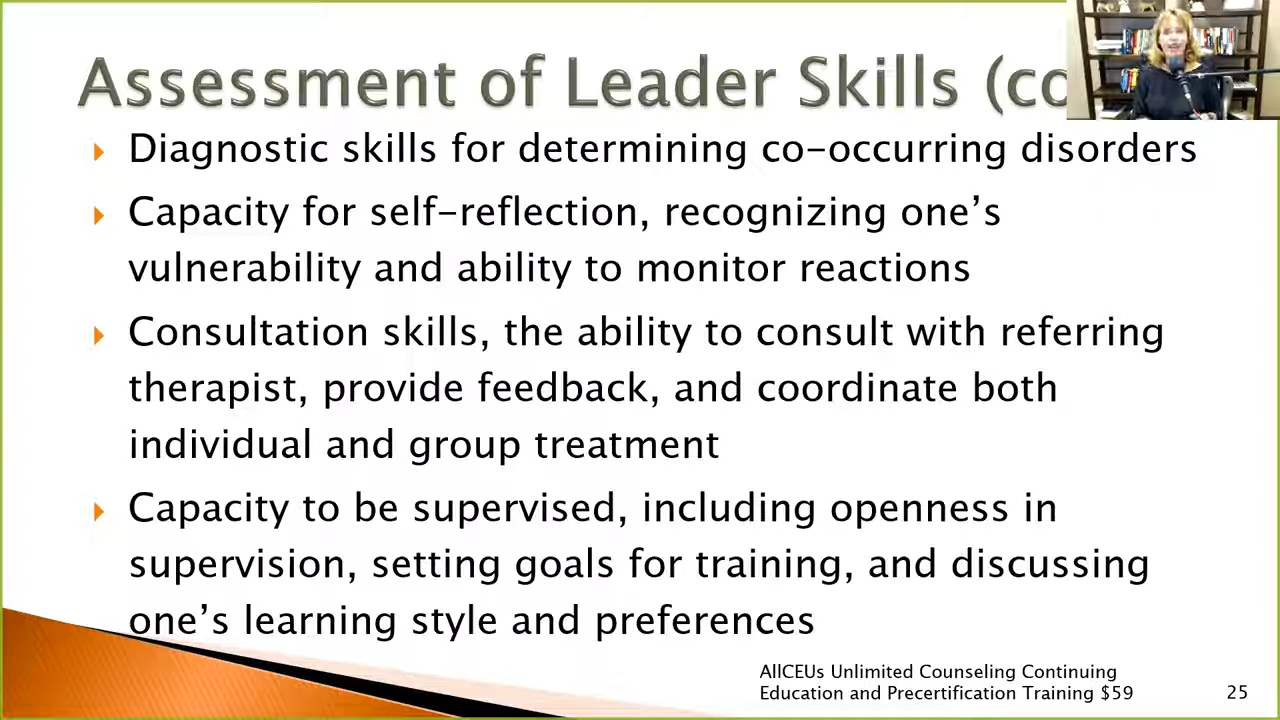 Assessment of Leader Skills (co
Diagnostic skills for determining co-occurring disorders
Capacity for self-reflection, recognizing one’s
vulnerability and ability to monitor reactions
Consultation skills, the ability to consult with referring
therapist, provide feedback, and coordinate both
individual and group treatment
Capacity to be supervised, including openness in
supervision, setting goals for training, and discussing
one’s learning style and preferences
AllCEUs Unlimited Counseling Continuing
Education and Precertification Training $59
25